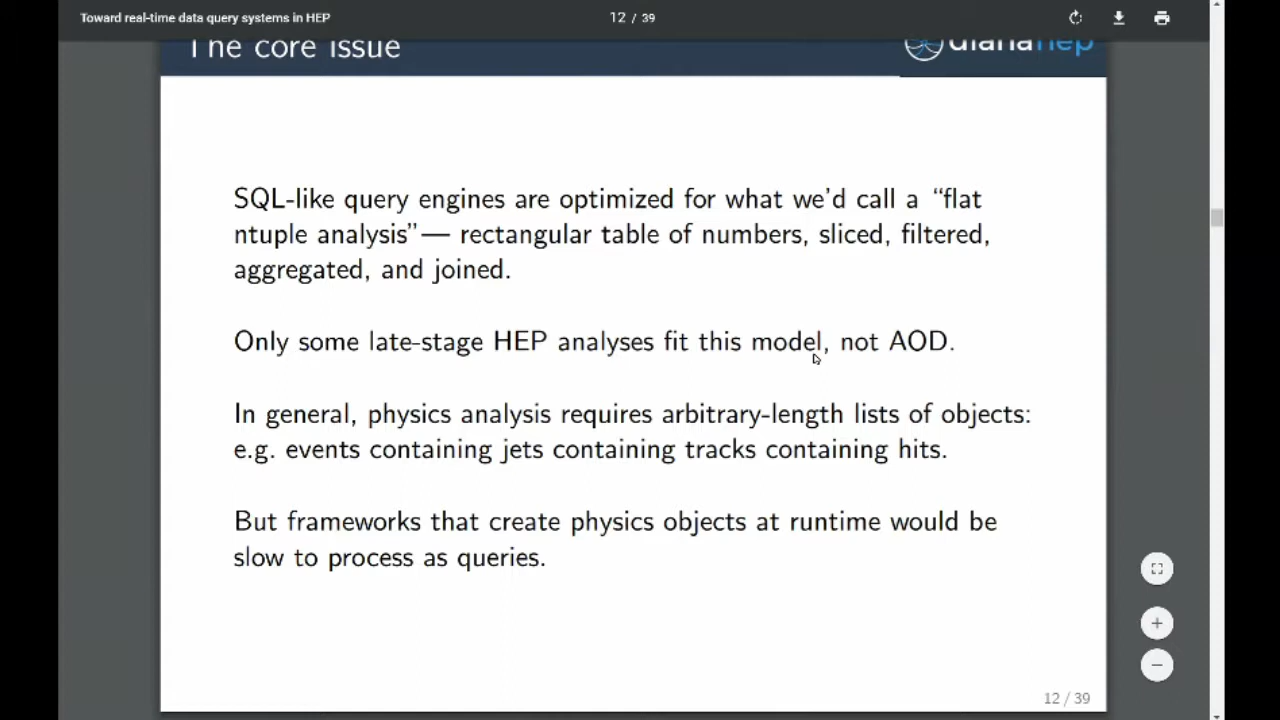 Toward real-time data query systems in HEP
12 / 39
The core issue
dianahep
SQL-like query engines are optimized for what we'd call a “flat
ntuple analysis”— rectangular table of numbers, sliced, filtered,
aggregated, and joined.
Only some late-stage HEP analyses fit this model, not AOD.
In general, physics analysis requires arbitrary-length lists of objects:
e.g. events containing jets containing tracks containing hits.
But frameworks that create physics objects at runtime would be
slow to process as queries.
12 / 39